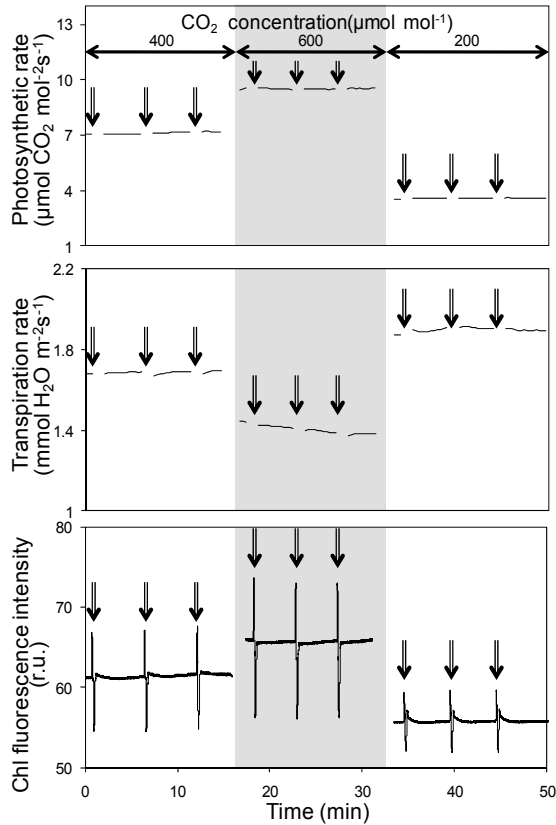 CO₂ concentration(µmol mol⁻¹)
400 600 200
Photosynthetic rate
(µmol CO₂ mol⁻²s⁻¹)
13
10
7
4
1
Transpiration rate
(mmol H₂O m⁻²s⁻¹)
2.2
1.8
1.4
1
Chl fluorescence intensity
(r.u.)
80
70
60
50
0 10 20 30 40 50
Time (min)